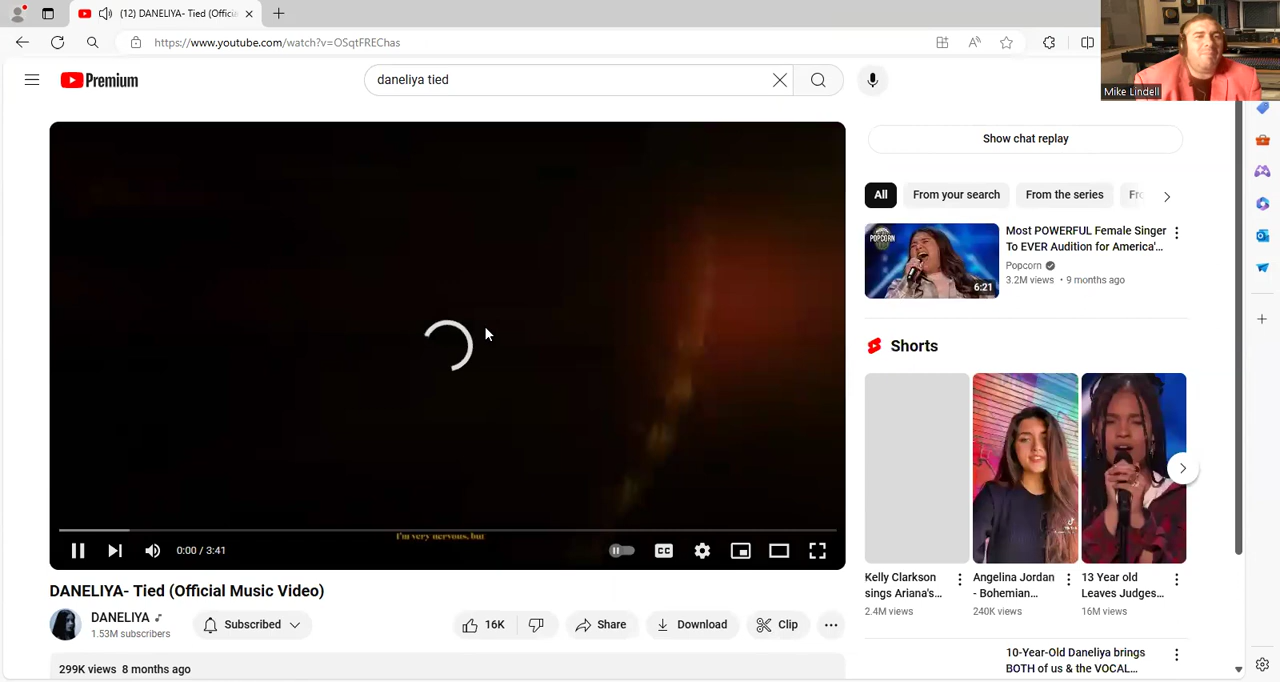 (12) DANELIYA- Tied (Officia
https://www.youtube.com/watch?v=OSqtFREChas
Mike Lindell
Premium
daneliya tied
Show chat replay
All
From your search
From the series
Fro
POPCORN
6:21
Most POWERFUL Female Singer
To EVER Audition for America'...
Popcorn
3.2M views • 9 months ago
Shorts
I'm very nervous, but
0:00 / 3:41
CC
DANELIYA- Tied (Official Music Video)
DANELIYA
1.53M subscribers
Subscribed
16K
Share
Download
Clip
299K views 8 months ago
Kelly Clarkson
sings Ariana's...
2.4M views
Angelina Jordan
- Bohemian...
240K views
13 Year old
Leaves Judges...
16M views
10-Year-Old Daneliya brings
BOTH of us & the VOCAL...